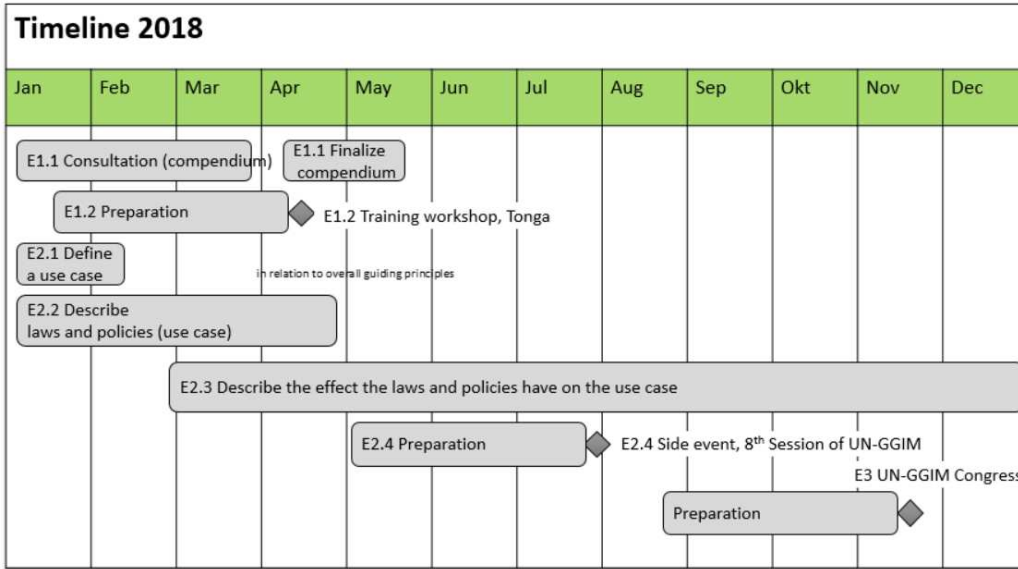 Timeline 2018
Jan Feb Mar Apr May Jun Jul Aug Sep Okt Nov Dec
E1.1 Consultation (compendium)
E1.1 Finalize
compendium
E1.2 Preparation
E1.2 Training workshop, Tonga
E2.1 Define
a use case
in relation to overall guiding principles
E2.2 Describe
laws and policies (use case)
E2.3 Describe the effect the laws and policies have on the use case
E2.4 Preparation
E2.4 Side event, 8th Session of UN-GGIM
E3 UN-GGIM Congress
Preparation